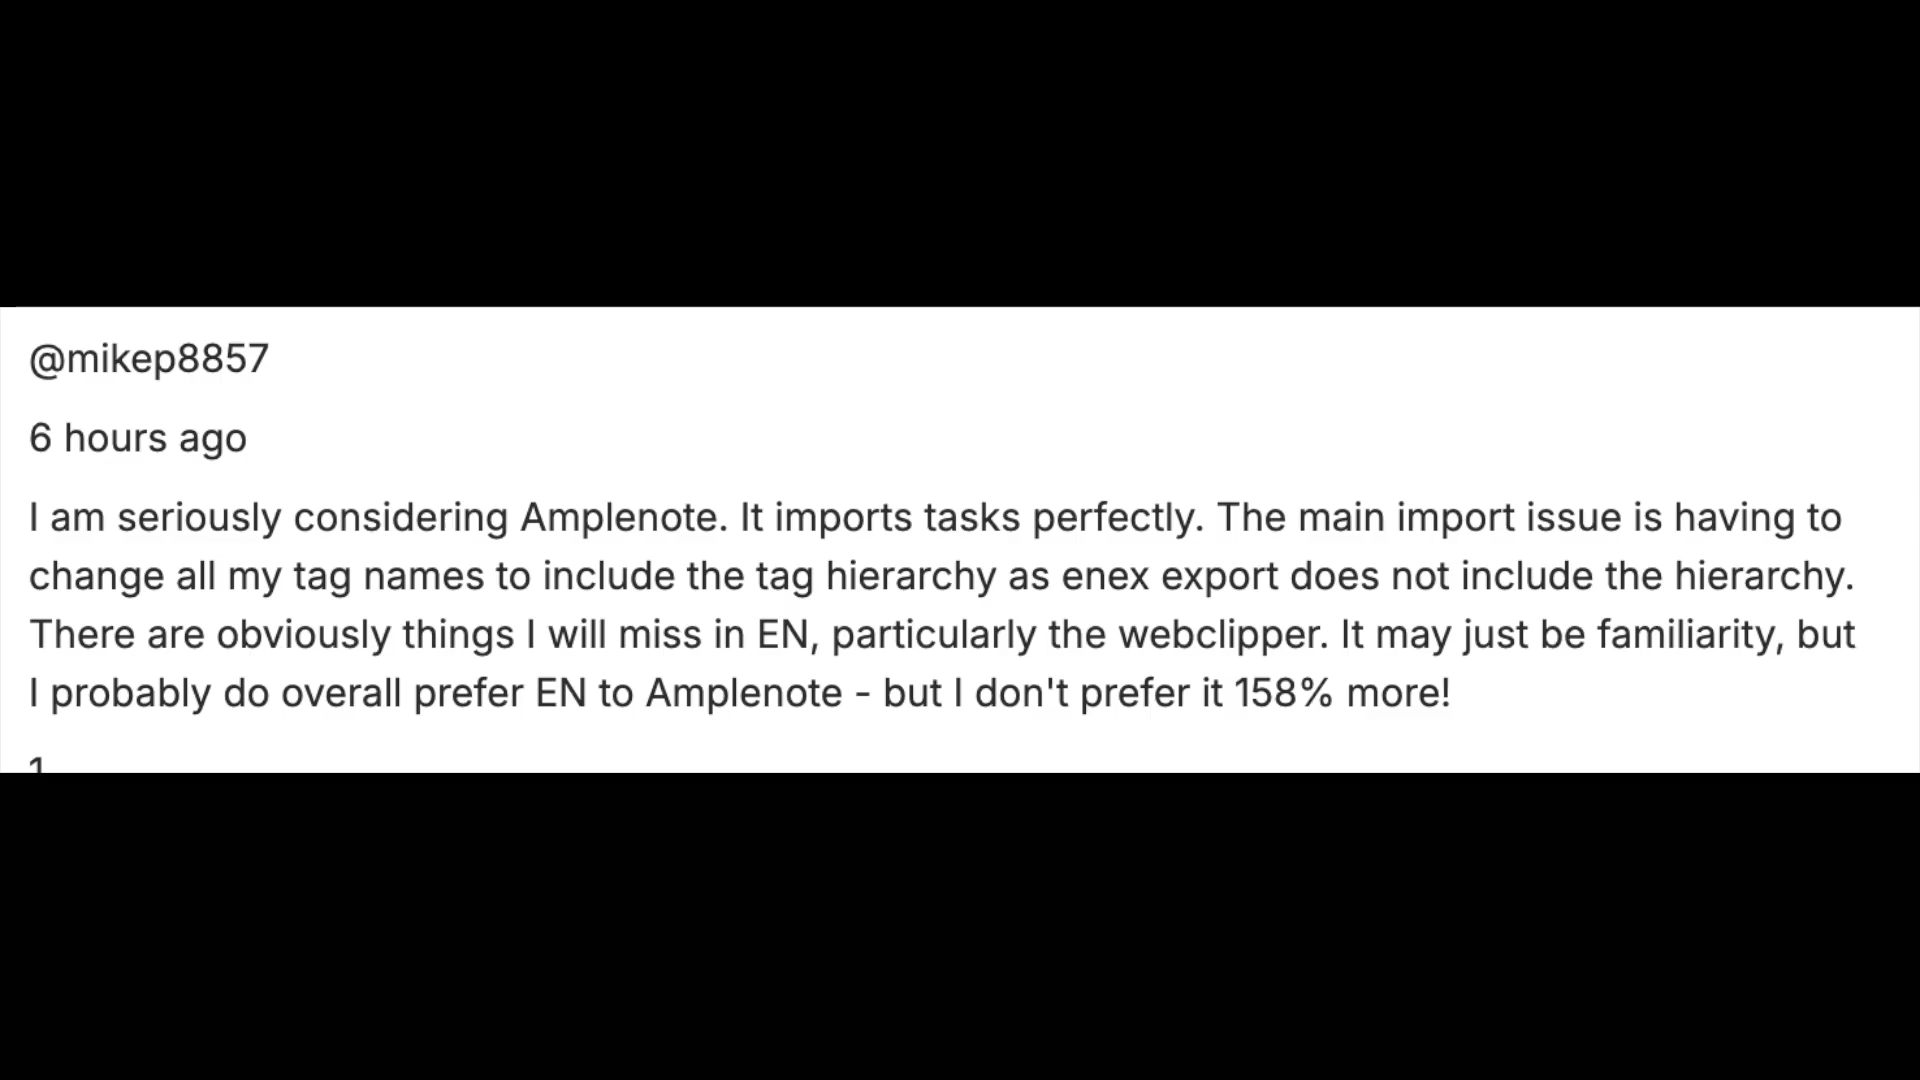 @mikep8857
6 hours ago
I am seriously considering Amplenote. It imports tasks perfectly. The main import issue is having to
change all my tag names to include the tag hierarchy as enex export does not include the hierarchy.
There are obviously things I will miss in EN, particularly the webclipper. It may just be familiarity, but
I probably do overall prefer EN to Amplenote - but I don't prefer it 158% more!
1